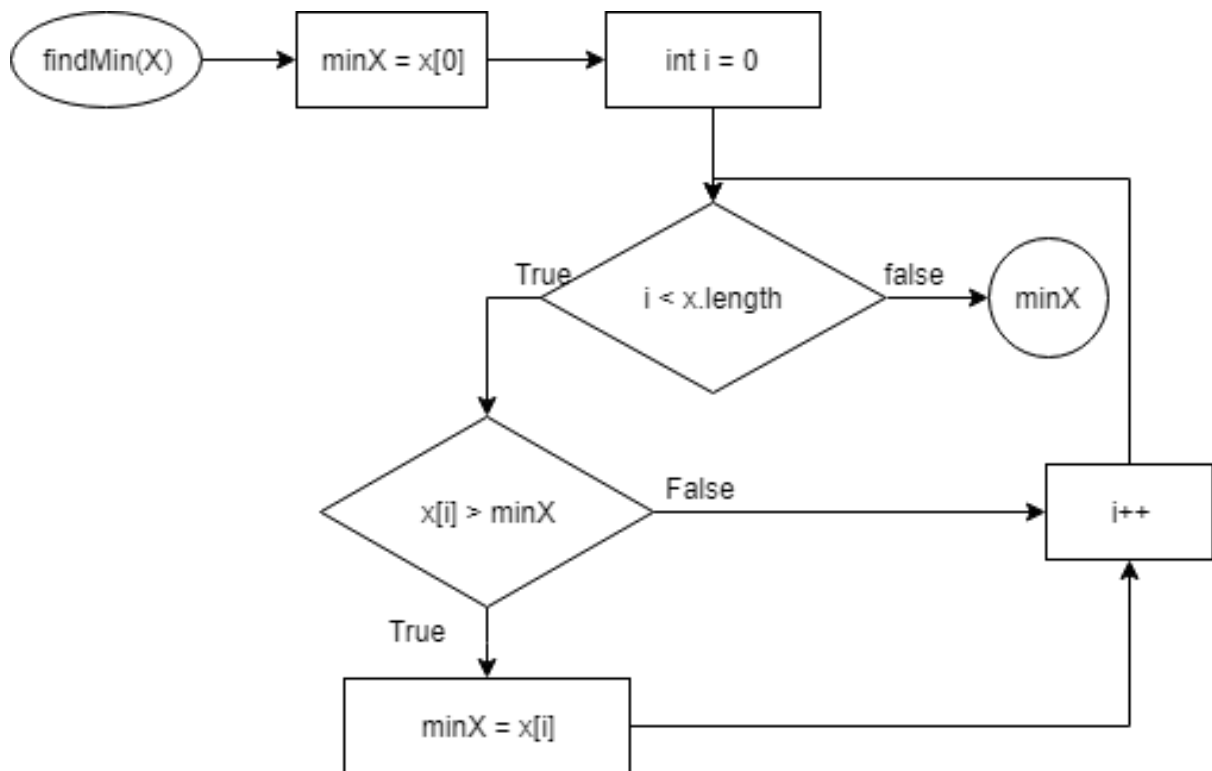 findMin(X)
minX = x[0]
int i = 0
True
i < x.length
false
minX
x[i] > minX
False
i++
True
minX = x[i]